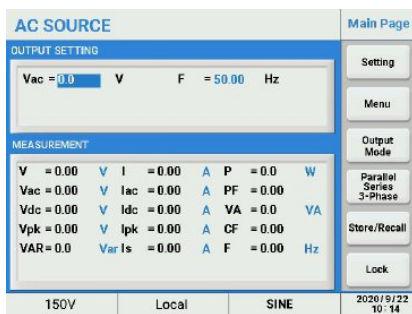 AC SOURCE
Main Page
OUTPUT SETTING
Vac = 0.0 V F = 50.00 Hz
Setting
Menu
Output
Mode
MEASUREMENT
V = 0.00 V I = 0.00 A P = 0.0 W
Vac = 0.00 V Iac = 0.00 A PF = 0.00
Vdc = 0.00 V Idc = 0.00 A VA = 0.0 VA
Vpk = 0.00 V Ipk = 0.00 A CF = 0.00
VAR = 0.0 Var Is = 0.00 A F = 0.00 Hz
Parallel
Series
3-Phase
Store/Recall
Lock
150V Local SINE
2020/9/22
10:14